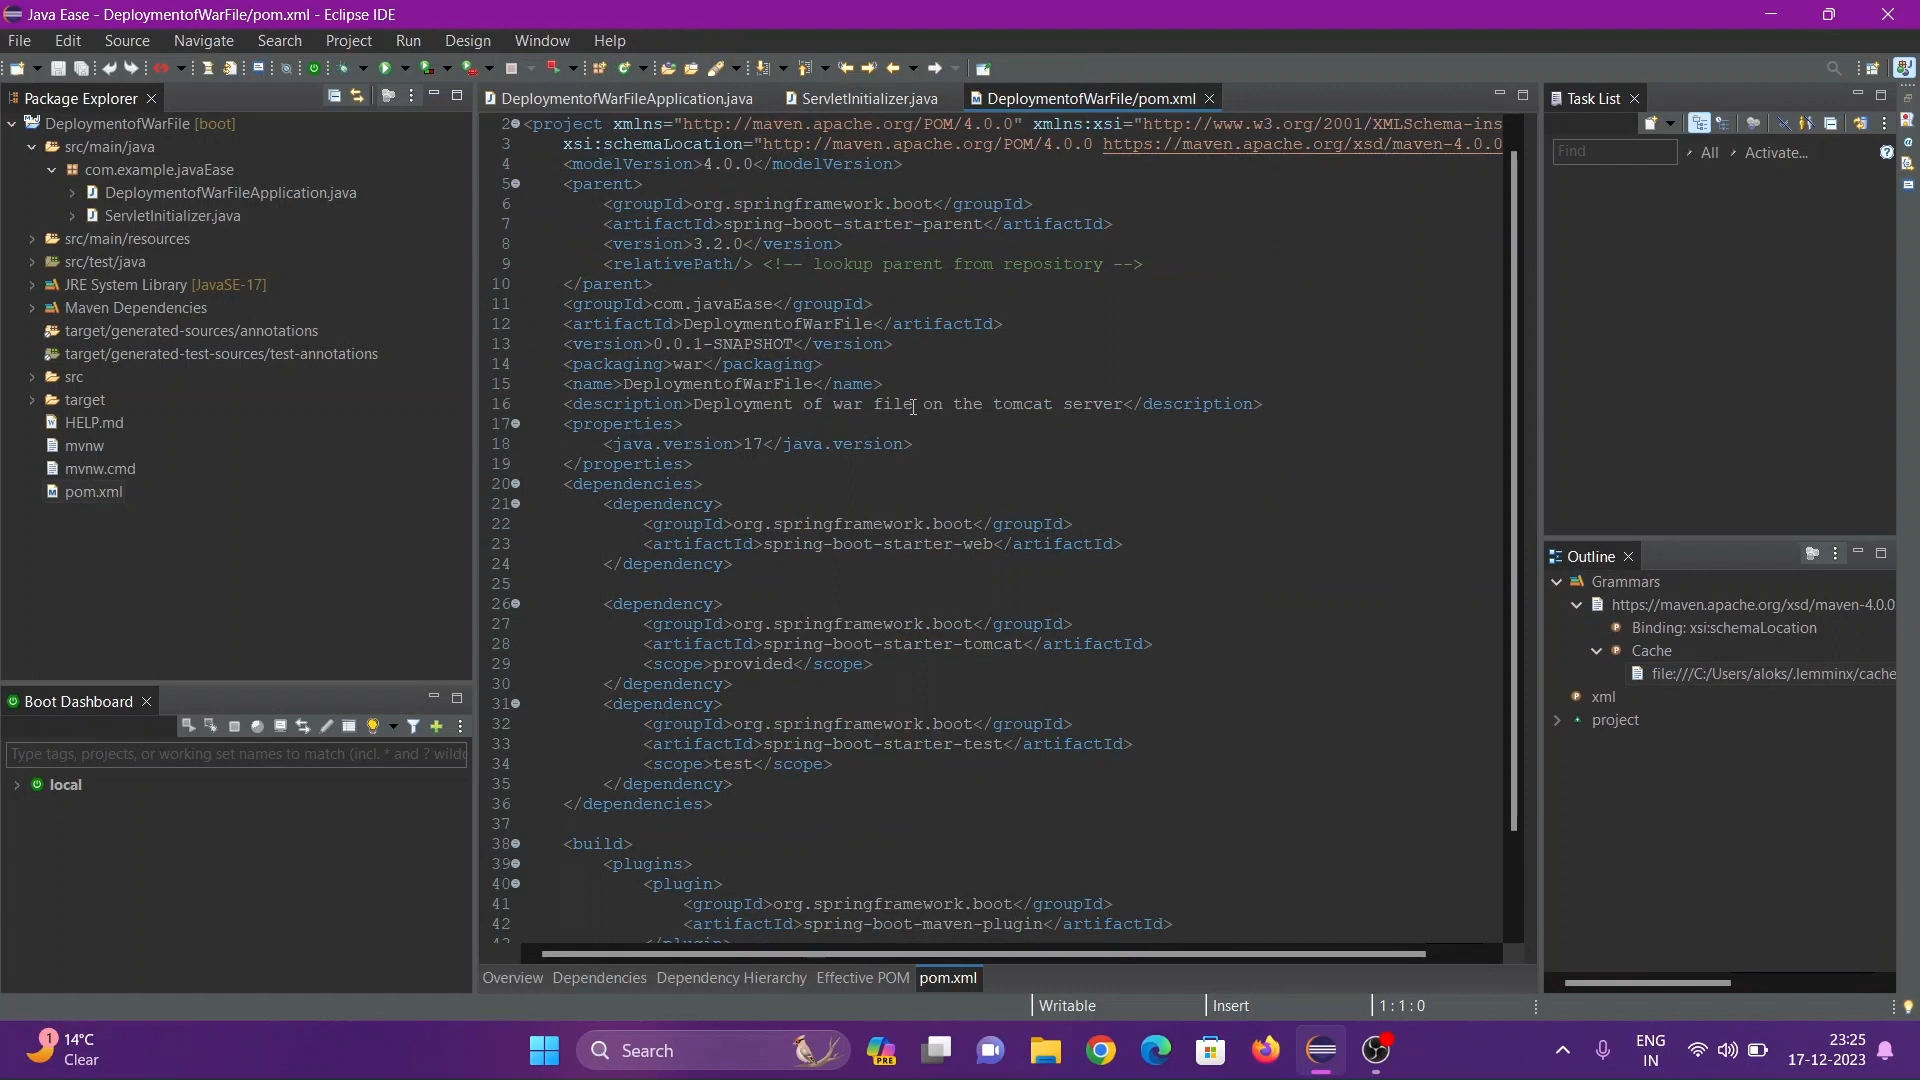 Java Ease - DeploymentofWarFile/pom.xml - Eclipse IDE
File Edit Source Navigate Search Project Run Design Window Help
Package Explorer
DeploymentofWarFile [boot]
src/main/java
com.example.javaEase
DeploymentofWarFileApplication.java
ServletInitializer.java
src/main/resources
src/test/java
JRE System Library [JavaSE-17]
Maven Dependencies
target/generated-sources/annotations
target/generated-test-sources/test-annotations
src
target
HELP.md
mvnw
mvnw.cmd
pom.xml
Boot Dashboard
Type tags, projects, or working set names to match (incl. * and ? wildc
local
DeploymentofWarFileApplication.java ServletInitializer.java DeploymentofWarFile/pom.xml
2 <project xmlns="http://maven.apache.org/POM/4.0.0" xmlns:xsi="http://www.w3.org/2001/XMLSchema-ins
3 xsi:schemaLocation="http://maven.apache.org/POM/4.0.0 https://maven.apache.org/xsd/maven-4.0.0
4 <modelVersion>4.0.0</modelVersion>
5 <parent>
6 <groupId>org.springframework.boot</groupId>
7 <artifactId>spring-boot-starter-parent</artifactId>
8 <version>3.2.0</version>
9 <relativePath/> <!-- lookup parent from repository -->
10 </parent>
11 <groupId>com.javaEase</groupId>
12 <artifactId>DeploymentofWarFile</artifactId>
13 <version>0.0.1-SNAPSHOT</version>
14 <packaging>war</packaging>
15 <name>DeploymentofWarFile</name>
16 <description>Deployment of war file on the tomcat server</description>
17 <properties>
18 <java.version>17</java.version>
19 </properties>
20 <dependencies>
21 <dependency>
22 <groupId>org.springframework.boot</groupId>
23 <artifactId>spring-boot-starter-web</artifactId>
24 </dependency>
25
26 <dependency>
27 <groupId>org.springframework.boot</groupId>
28 <artifactId>spring-boot-starter-tomcat</artifactId>
29 <scope>provided</scope>
30 </dependency>
31 <dependency>
32 <groupId>org.springframework.boot</groupId>
33 <artifactId>spring-boot-starter-test</artifactId>
34 <scope>test</scope>
35 </dependency>
36 </dependencies>
37
38 <build>
39 <plugins>
40 <plugin>
41 <groupId>org.springframework.boot</groupId>
42 <artifactId>spring-boot-maven-plugin</artifactId>
43 </plugin>
Overview Dependencies Dependency Hierarchy Effective POM pom.xml
Writable Insert 1 : 1 : 0
Task List
Find All Activate...
Outline
Grammars
https://maven.apache.org/xsd/maven-4.0.0
Binding: xsi:schemaLocation
Cache
file:///C:/Users/aloks/.lemminx/cache
xml
project
1 14°C
Clear
Search
PRE
ENG
IN
23:25
17-12-2023